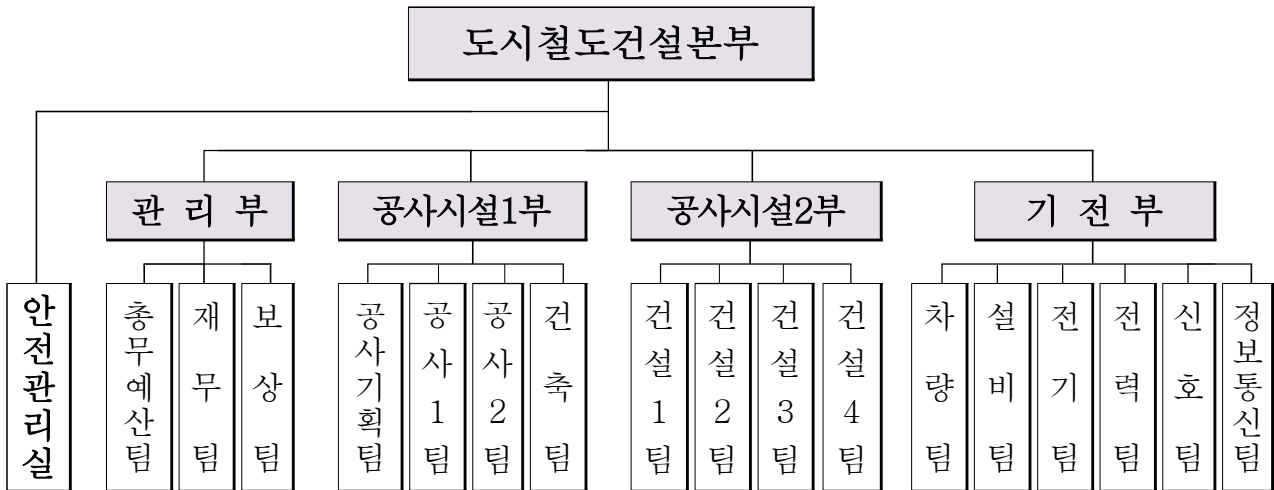 도시철도건설본부
관 리 부
공사시설1부
공사시설2부
기 전 부
안전관리실
총무예산팀
재무팀
보상팀
공사기획팀
공사1팀
공사2팀
건축팀
건설1팀
건설2팀
건설3팀
건설4팀
차량팀
설비팀
전기팀
전력팀
신호팀
정보통신팀